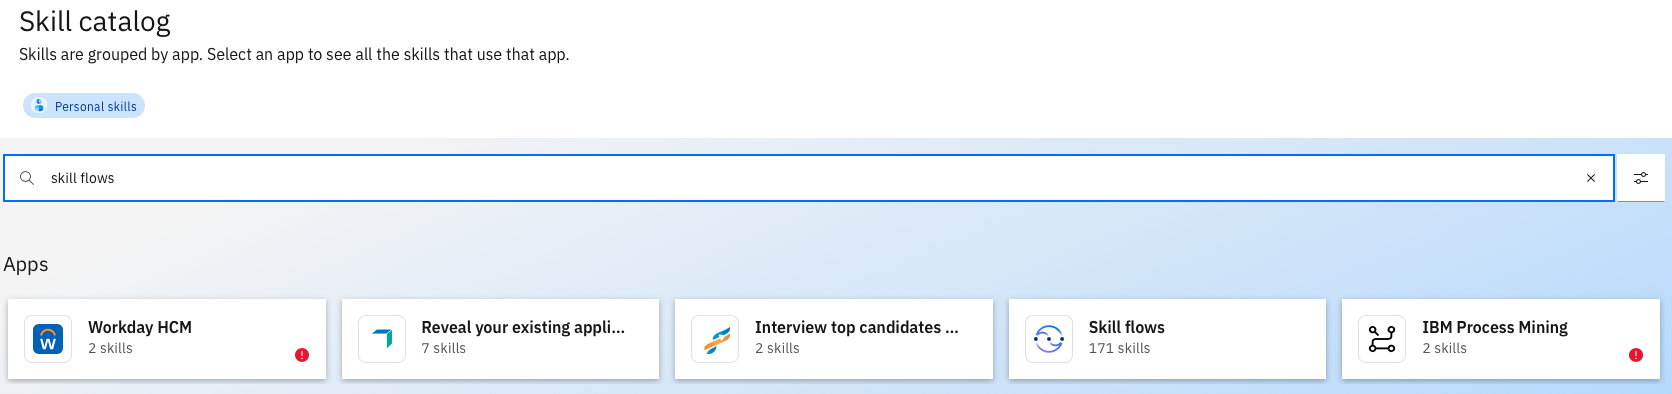 Skill catalog
Skills are grouped by app. Select an app to see all the skills that use that app.
Personal skills
skill flows
Apps
Workday HCM
2 skills
Reveal your existing appli...
7 skills
Interview top candidates ...
2 skills
Skill flows
171 skills
IBM Process Mining
2 skills